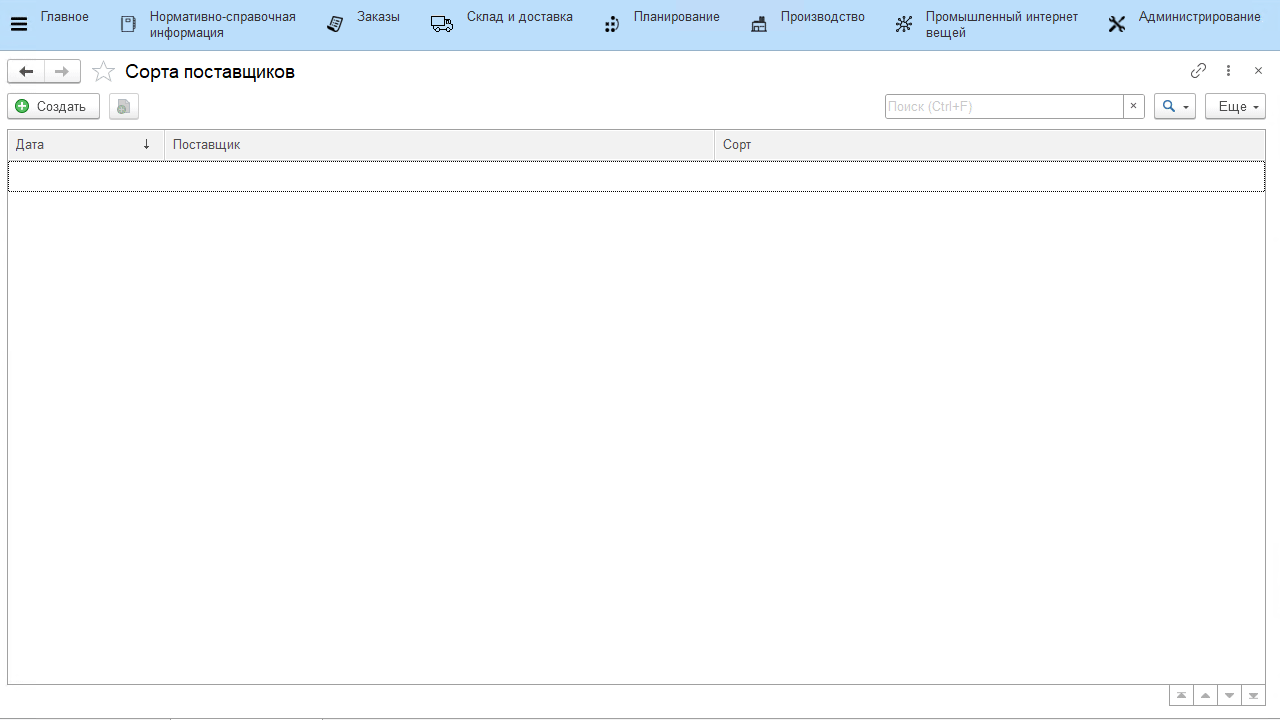 Главное
Нормативно-справочная
информация
Заказы
Склад и доставка
Планирование
Производство
Промышленный интернет
вещей
Администрирование
Сорта поставщиков
Создать
Поиск (Ctrl+F)
×
Еще
Дата ↓
Поставщик
Сорт